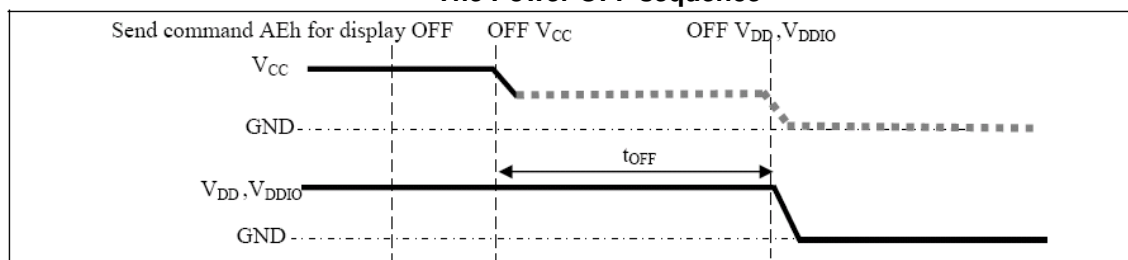 The Power OFF sequence
Send command AEh for display OFF OFF VCC OFF VDD ,VDDIO
VCC
GND
tOFF
VDD ,VDDIO
GND